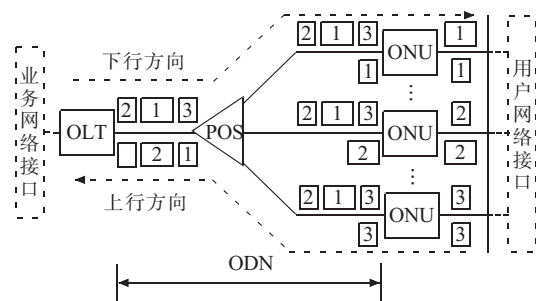 2 1 3 ONU 1
下行方向
1 1
业务网络接口
2 1 3
OLT
POS
2 1 3 ONU 2
2 1
2 2
用户网络接口
上行方向
2 1 3 ONU 3
3 3
ODN